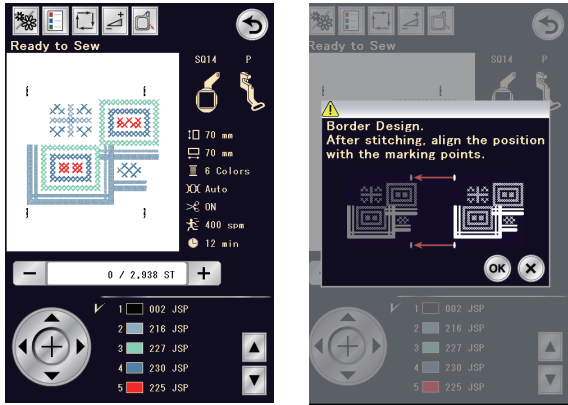 Ready to Sew
SQ14 P
70 mm
70 mm
6 Colors
Auto
ON
400 spm
12 min
0 / 2,938 ST
1 002 JSP
2 216 JSP
3 227 JSP
4 230 JSP
5 225 JSP
Ready to Sew
SQ14 P
Border Design.
After stitching, align the position
with the marking points.
OK
1 002 JSP
2 216 JSP
3 227 JSP
4 230 JSP
5 225 JSP